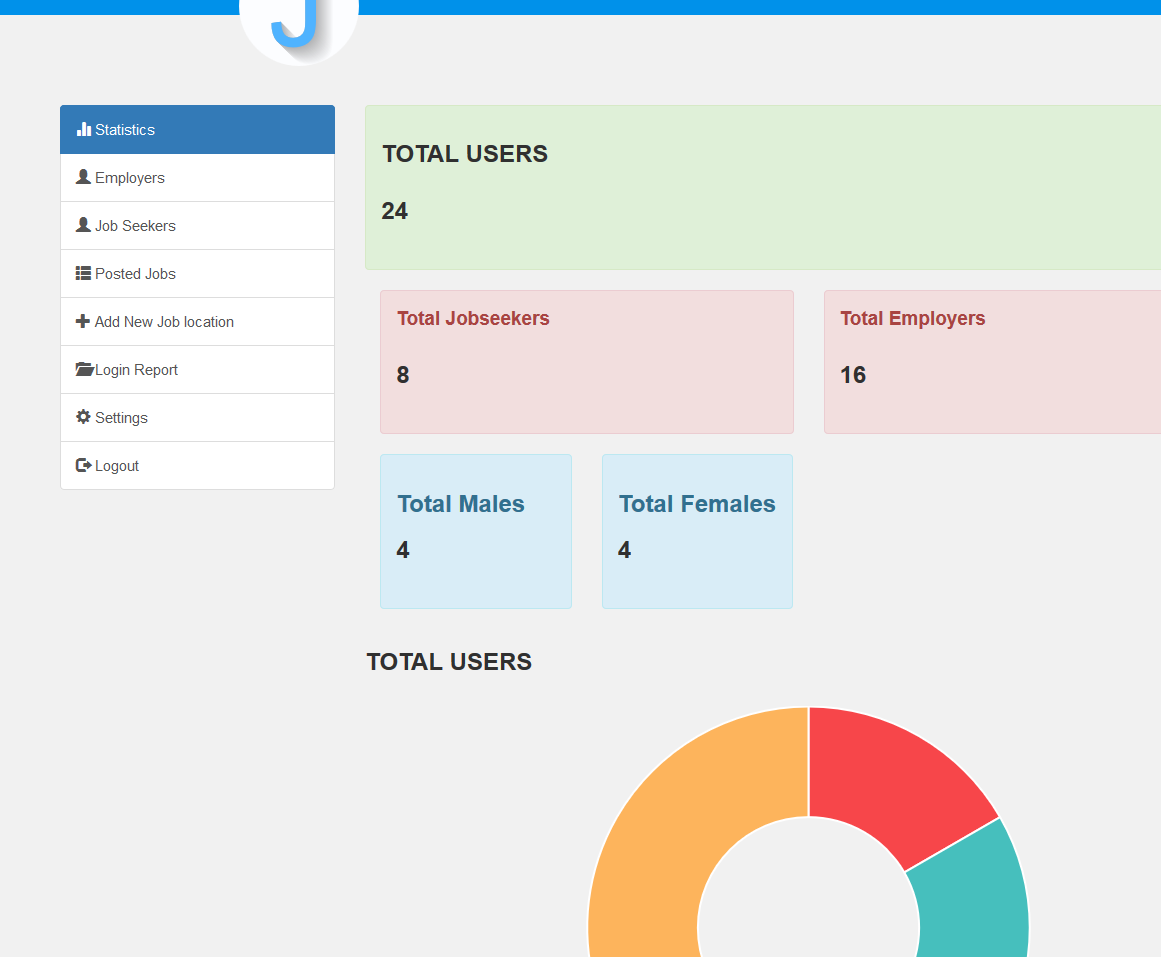 J
Statistics
Employers
Job Seekers
Posted Jobs
Add New Job location
Login Report
Settings
Logout
TOTAL USERS
24
Total Jobseekers
8
Total Employers
16
Total Males
4
Total Females
4
TOTAL USERS